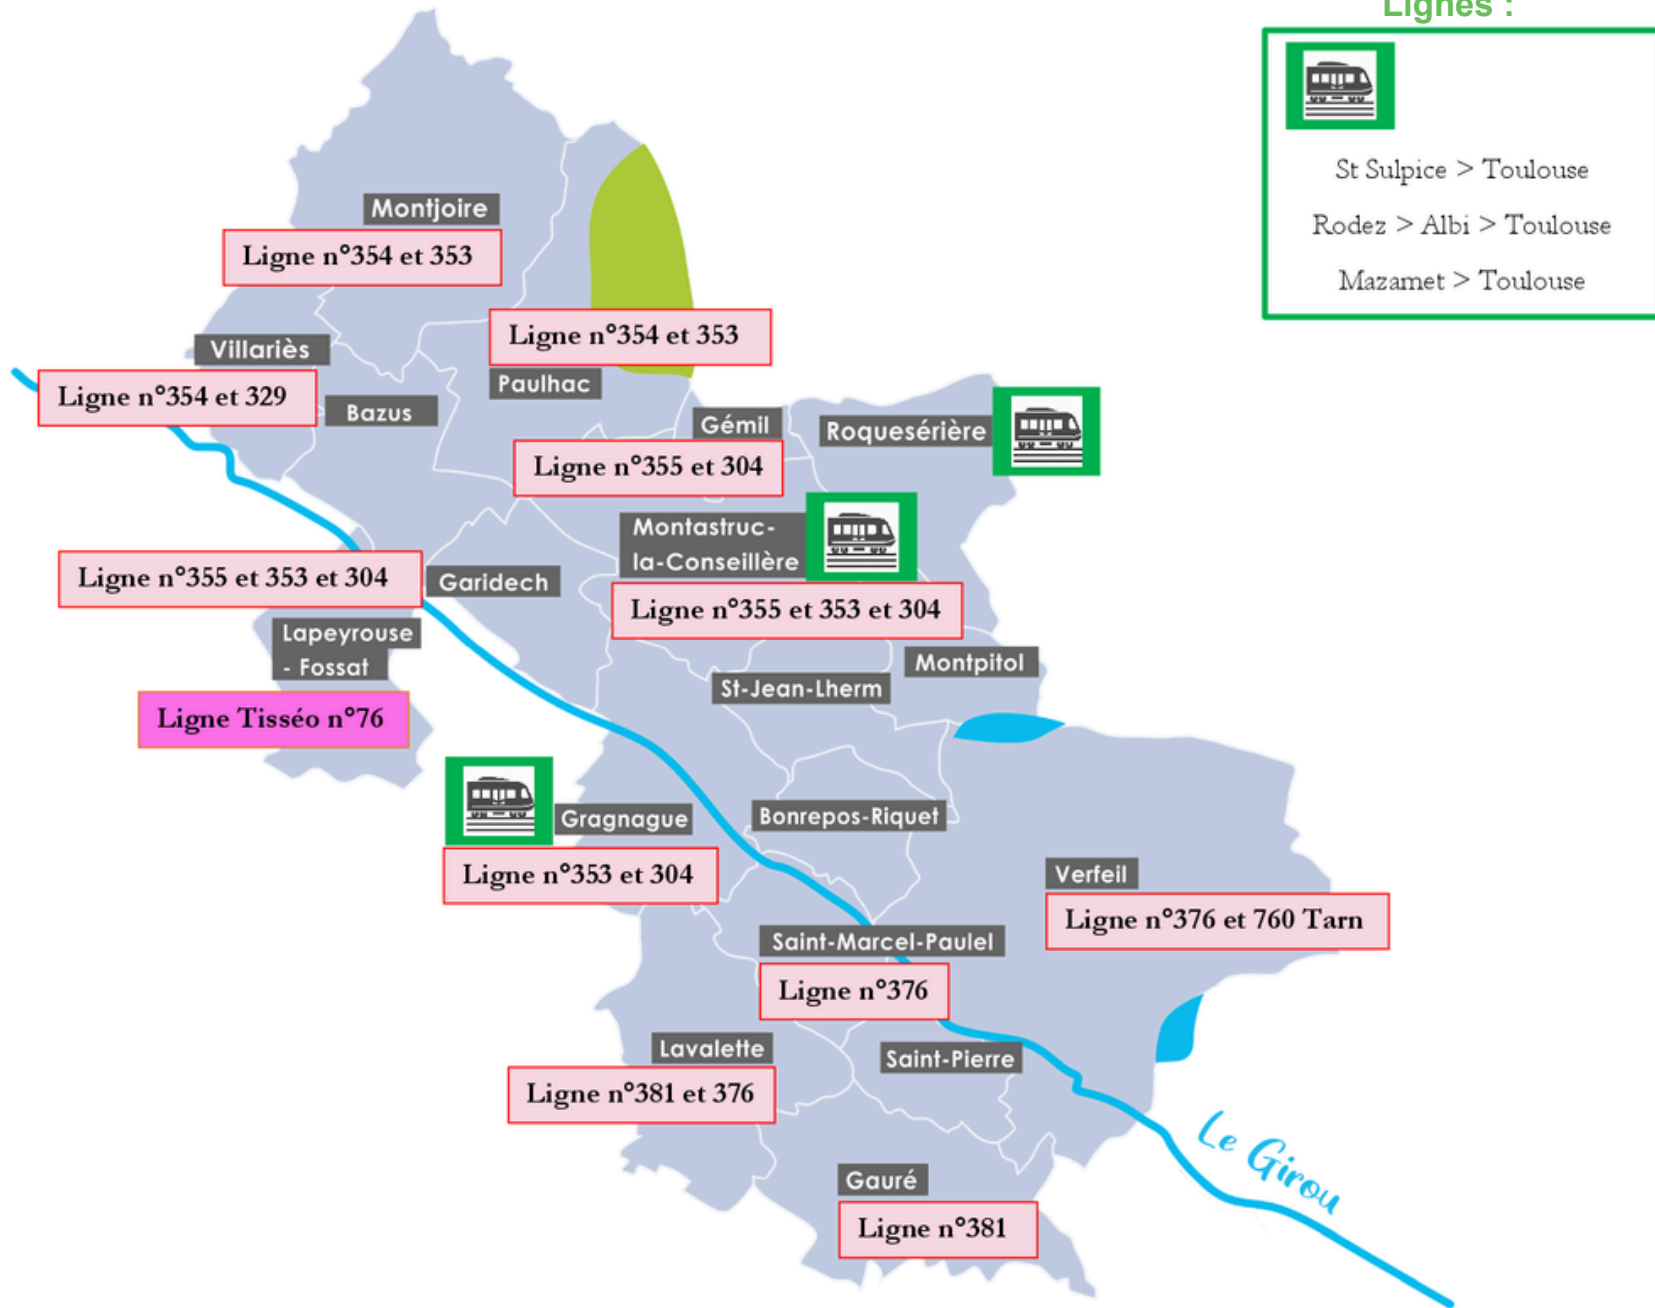 Lignes :
St Sulpice > Toulouse
Rodez > Albi > Toulouse
Mazamet > Toulouse
Montjoire
Ligne n°354 et 353
Ligne n°354 et 353
Paulhac
Villariès
Ligne n°354 et 329
Bazus
Gémil
Ligne n°355 et 304
Roquesérière
Montastruc-
la-Conseillère
Ligne n°355 et 353 et 304
Ligne n°355 et 353 et 304
Garidech
Lapeyrouse
- Fossat
Ligne Tisséo n°76
Montpitol
St-Jean-Lherm
Gragnague
Ligne n°353 et 304
Bonrepos-Riquet
Verfeil
Ligne n°376 et 760 Tarn
Saint-Marcel-Paulel
Ligne n°376
Lavalette
Ligne n°381 et 376
Saint-Pierre
Le Girou
Gauré
Ligne n°381